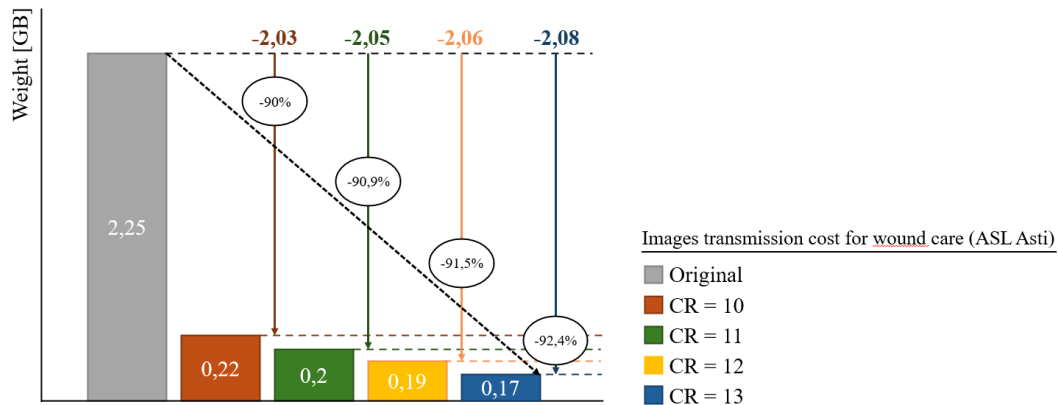 Weight [GB]
-2,03
-2,05
-2,06
-2,08
-90%
-90,9%
-91,5%
-92,4%
2,25
0,22
0,2
0,19
0,17
Images transmission cost for wound care (ASL Asti)
Original
CR = 10
CR = 11
CR = 12
CR = 13